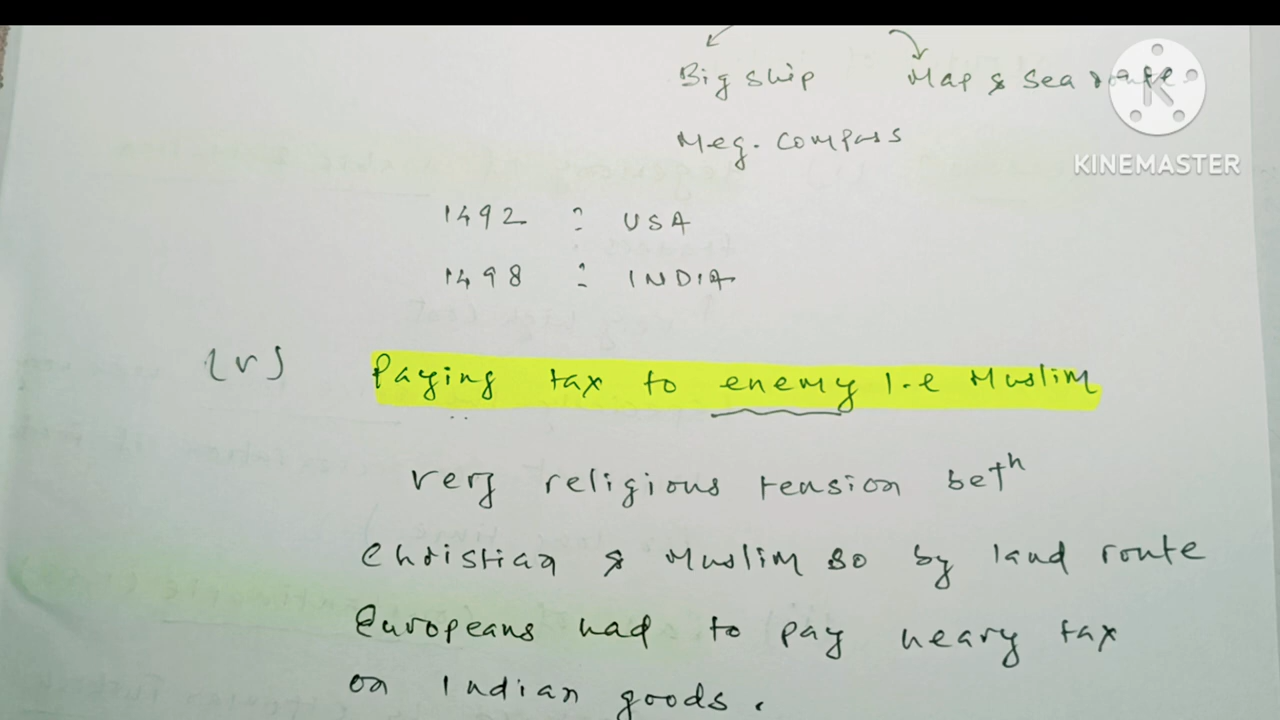 Big ship Map & Sea route
Meg. Compass
KINEMASTER
1492 : USA
1498 : INDIA
(v) Paying tax to enemy i.e Muslim
very religious tension betn
Christian & Muslim so by land route
Europeans had to pay heavy tax
on Indian goods.